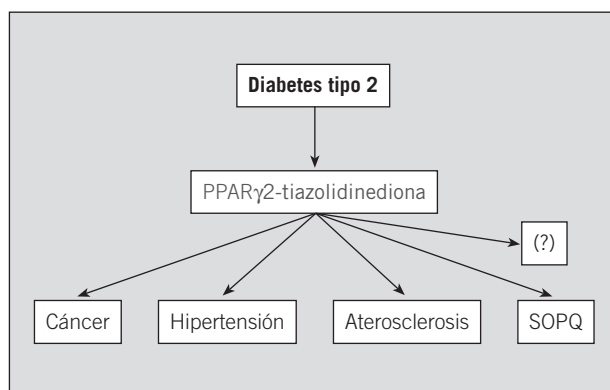 Diabetes tipo 2
PPARγ2-tiazolidinediona
(?)
Cáncer
Hipertensión
Aterosclerosis
SOPQ